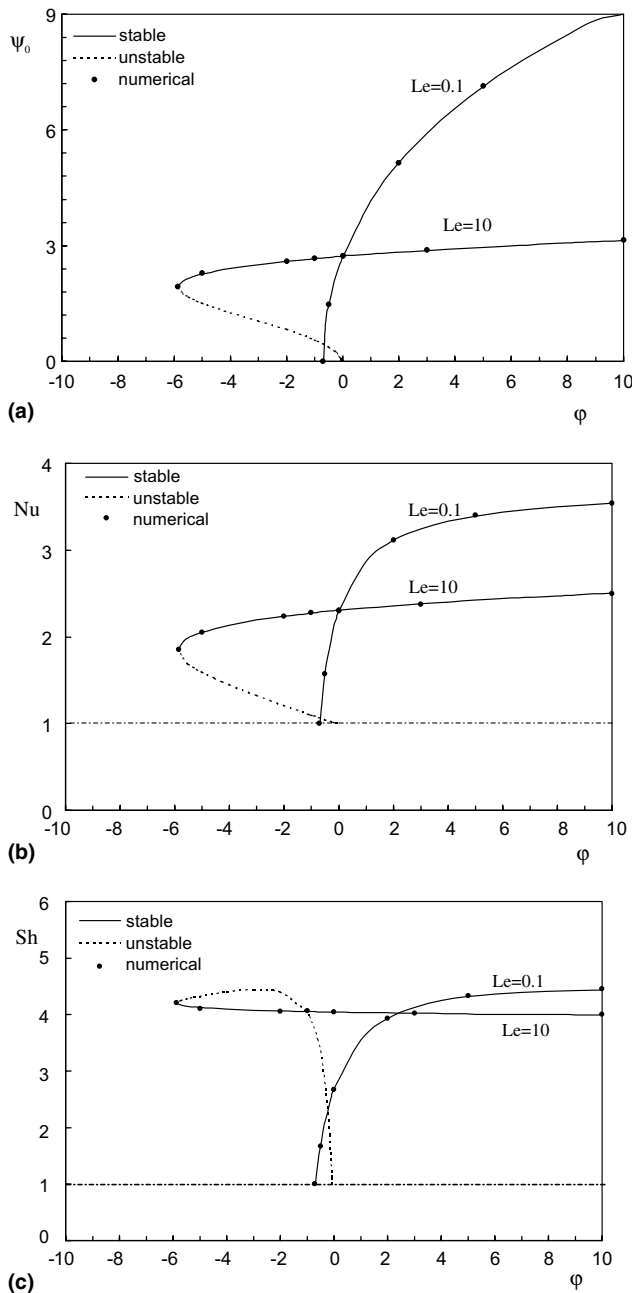 9
ψ₀
stable
unstable
numerical
Le=0.1
6
Le=10
3
0
-10 -8 -6 -4 -2 0 2 4 6 8 10
(a) φ
4
Nu
stable
unstable
numerical
Le=0.1
3
Le=10
2
1
0
-10 -8 -6 -4 -2 0 2 4 6 8 10
(b) φ
6
Sh
stable
unstable
numerical
5
Le=0.1
4
Le=10
3
2
1
0
-10 -8 -6 -4 -2 0 2 4 6 8 10
(c) φ